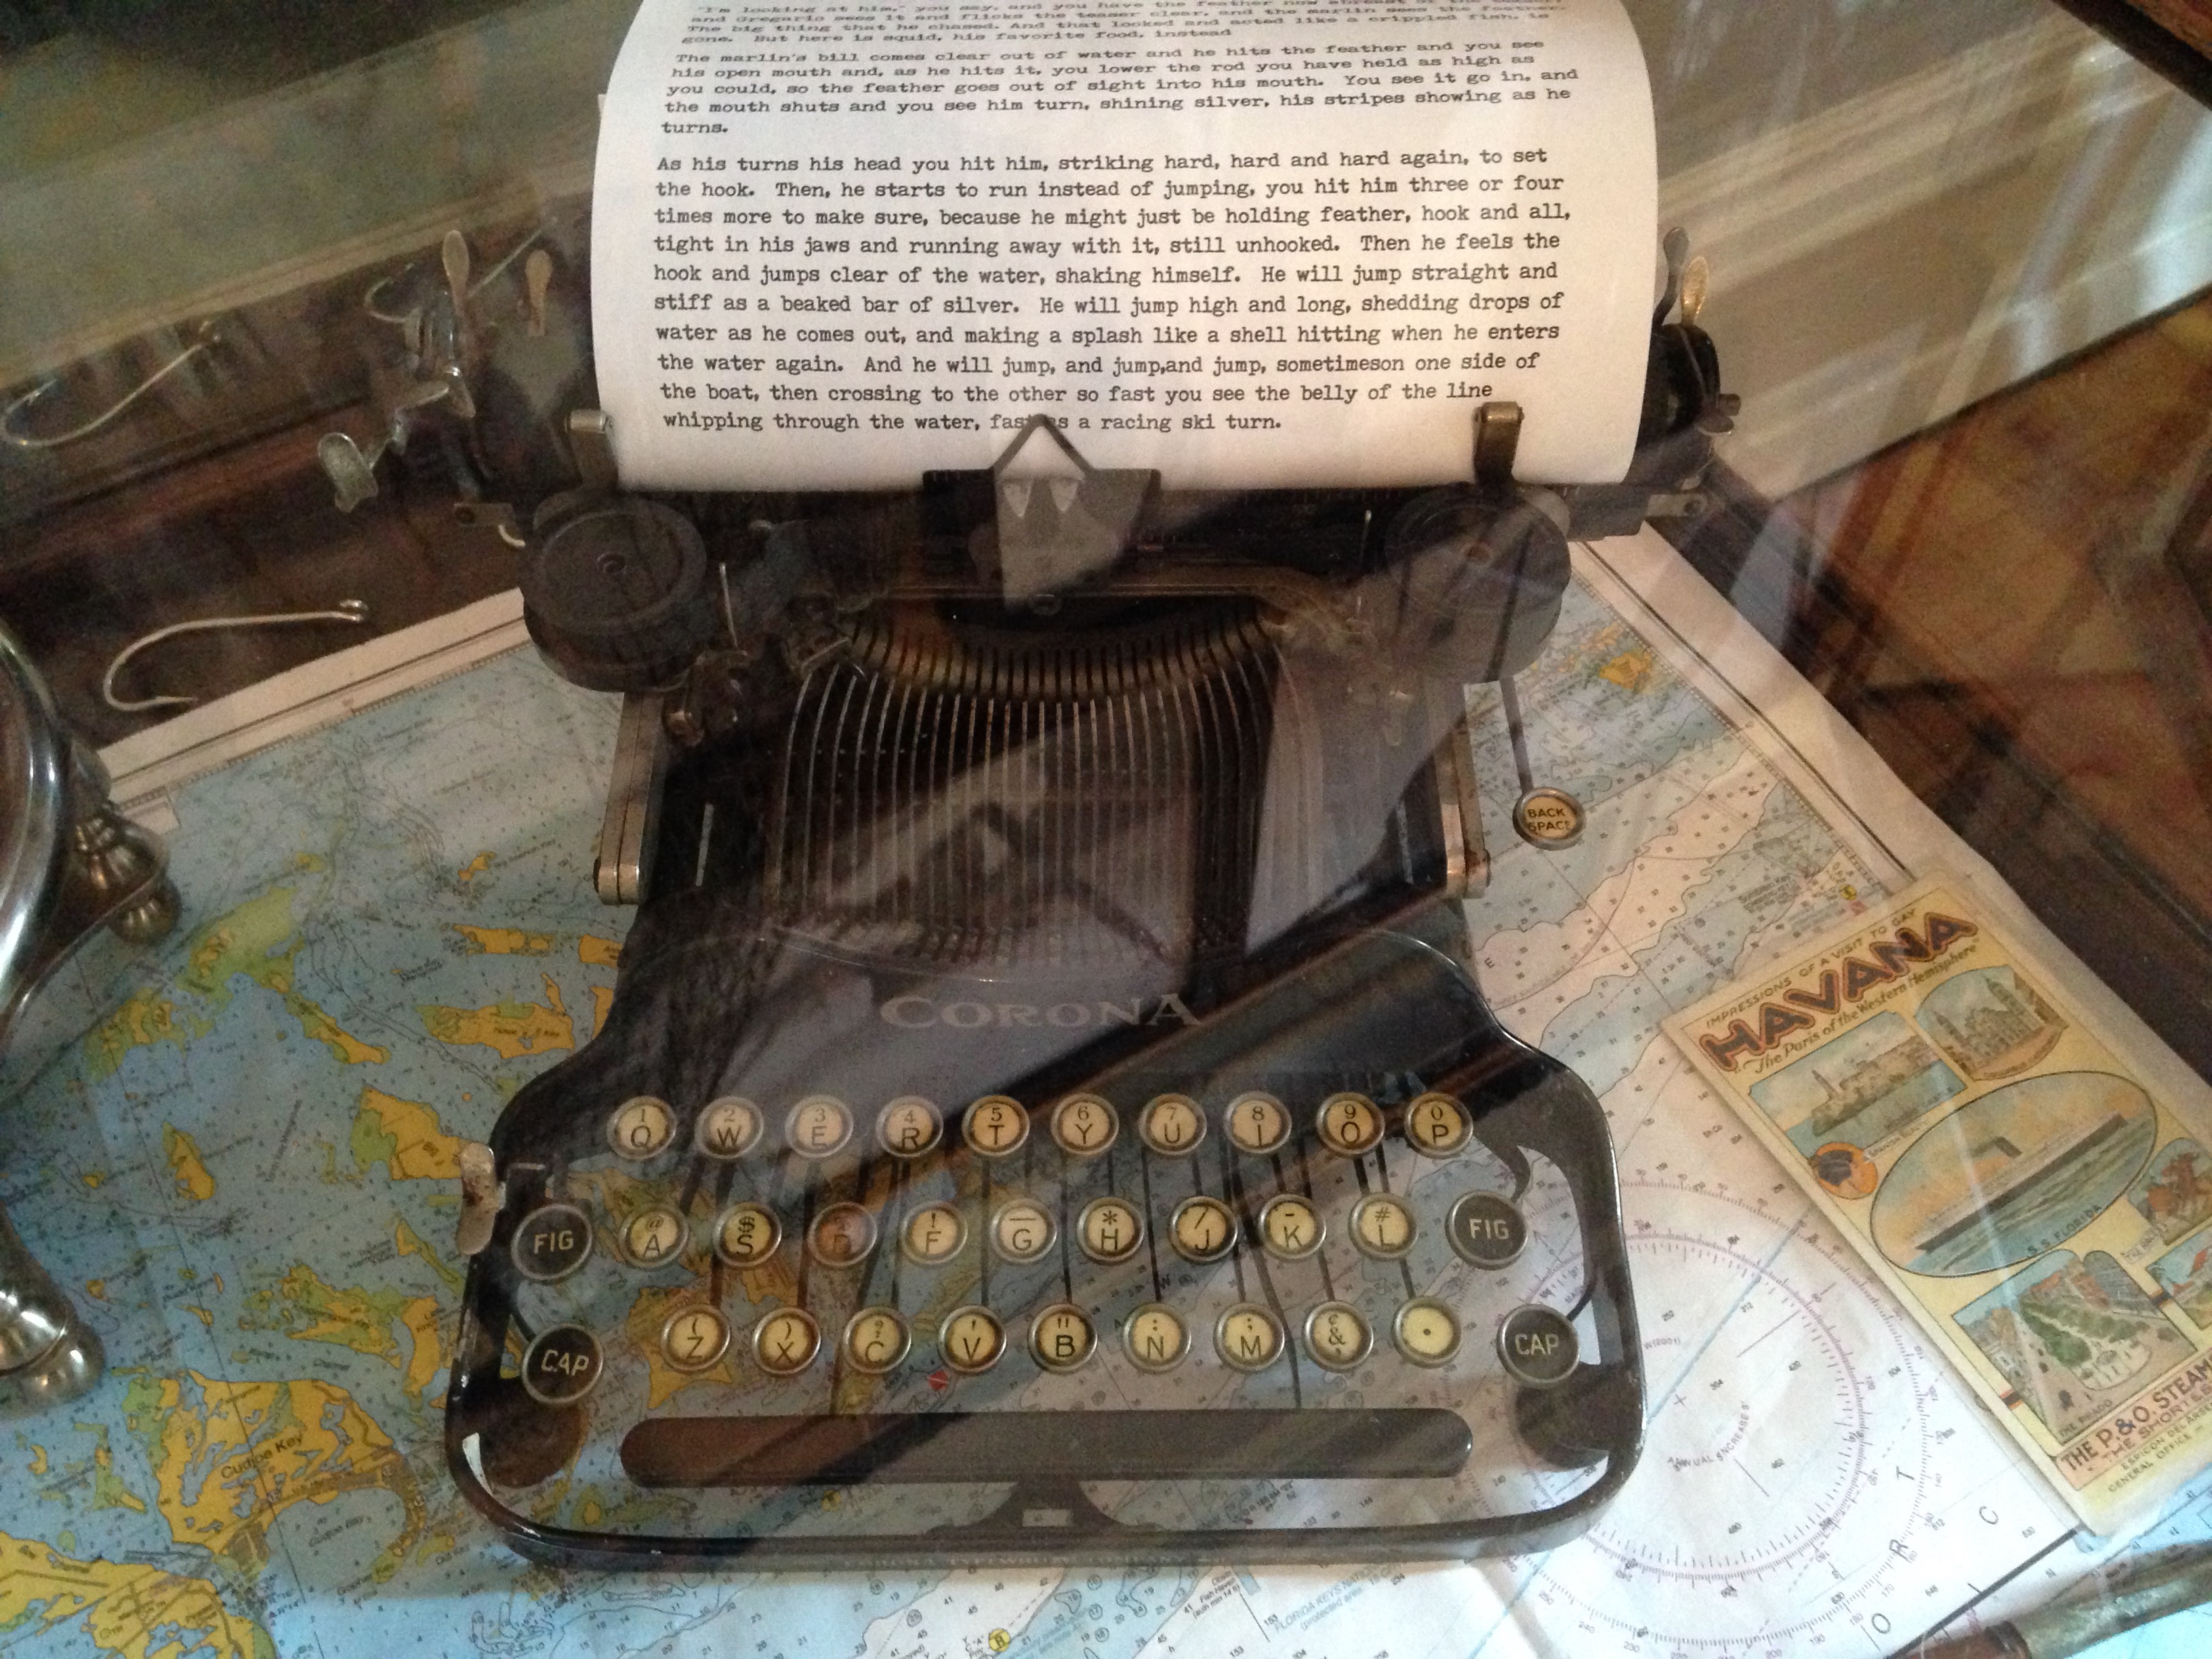 "I'm looking at him," you say, and you have the feather now abreast of the teaser,
and Gregario sees it and flicks the teaser clear, and the marlin sees the feather.
The big thing that he chased. And that looked and acted like a crippled fish, is
gone. But here is squid, his favorite food, instead
The marlin's bill comes clear out of water and he hits the feather and you see
his open mouth and, as he hits it, you lower the rod you have held as high as
you could, so the feather goes out of sight into his mouth. You see it go in, and
the mouth shuts and you see him turn, shining silver, his stripes showing as he
turns.
As his turns his head you hit him, striking hard, hard and hard again, to set
the hook. Then, he starts to run instead of jumping, you hit him three or four
times more to make sure, because he might just be holding feather, hook and all,
tight in his jaws and running away with it, still unhooked. Then he feels the
hook and jumps clear of the water, shaking himself. He will jump straight and
stiff as a beaked bar of silver. He will jump high and long, shedding drops of
water as he comes out, and making a splash like a shell hitting when he enters
the water again. And he will jump, and jump,and jump, sometimeson one side of
the boat, then crossing to the other so fast you see the belly of the line
whipping through the water, fast as a racing ski turn.
BACK
SPACE
CORONA
1 2 3 4 5 6 7 8 9 0
Q W E R T Y U I O P
@ $ ! — * / - #
FIG A S D F G H J K L FIG
( ) ' " : ;
CAP Z X C V B N M & . CAP
IMPRESSIONS OF A VISIT TO GAY
HAVANA
"The Paris of the Western Hemisphere"
S.S. FLORIDA
THE PRADO
THE P.&O. STEAM
"THE SHORT
GENERAL OFFICE
Cudjoe Key
ANNUAL INCREASE 5'
FLORIDA KEYS NATIO
(protected area